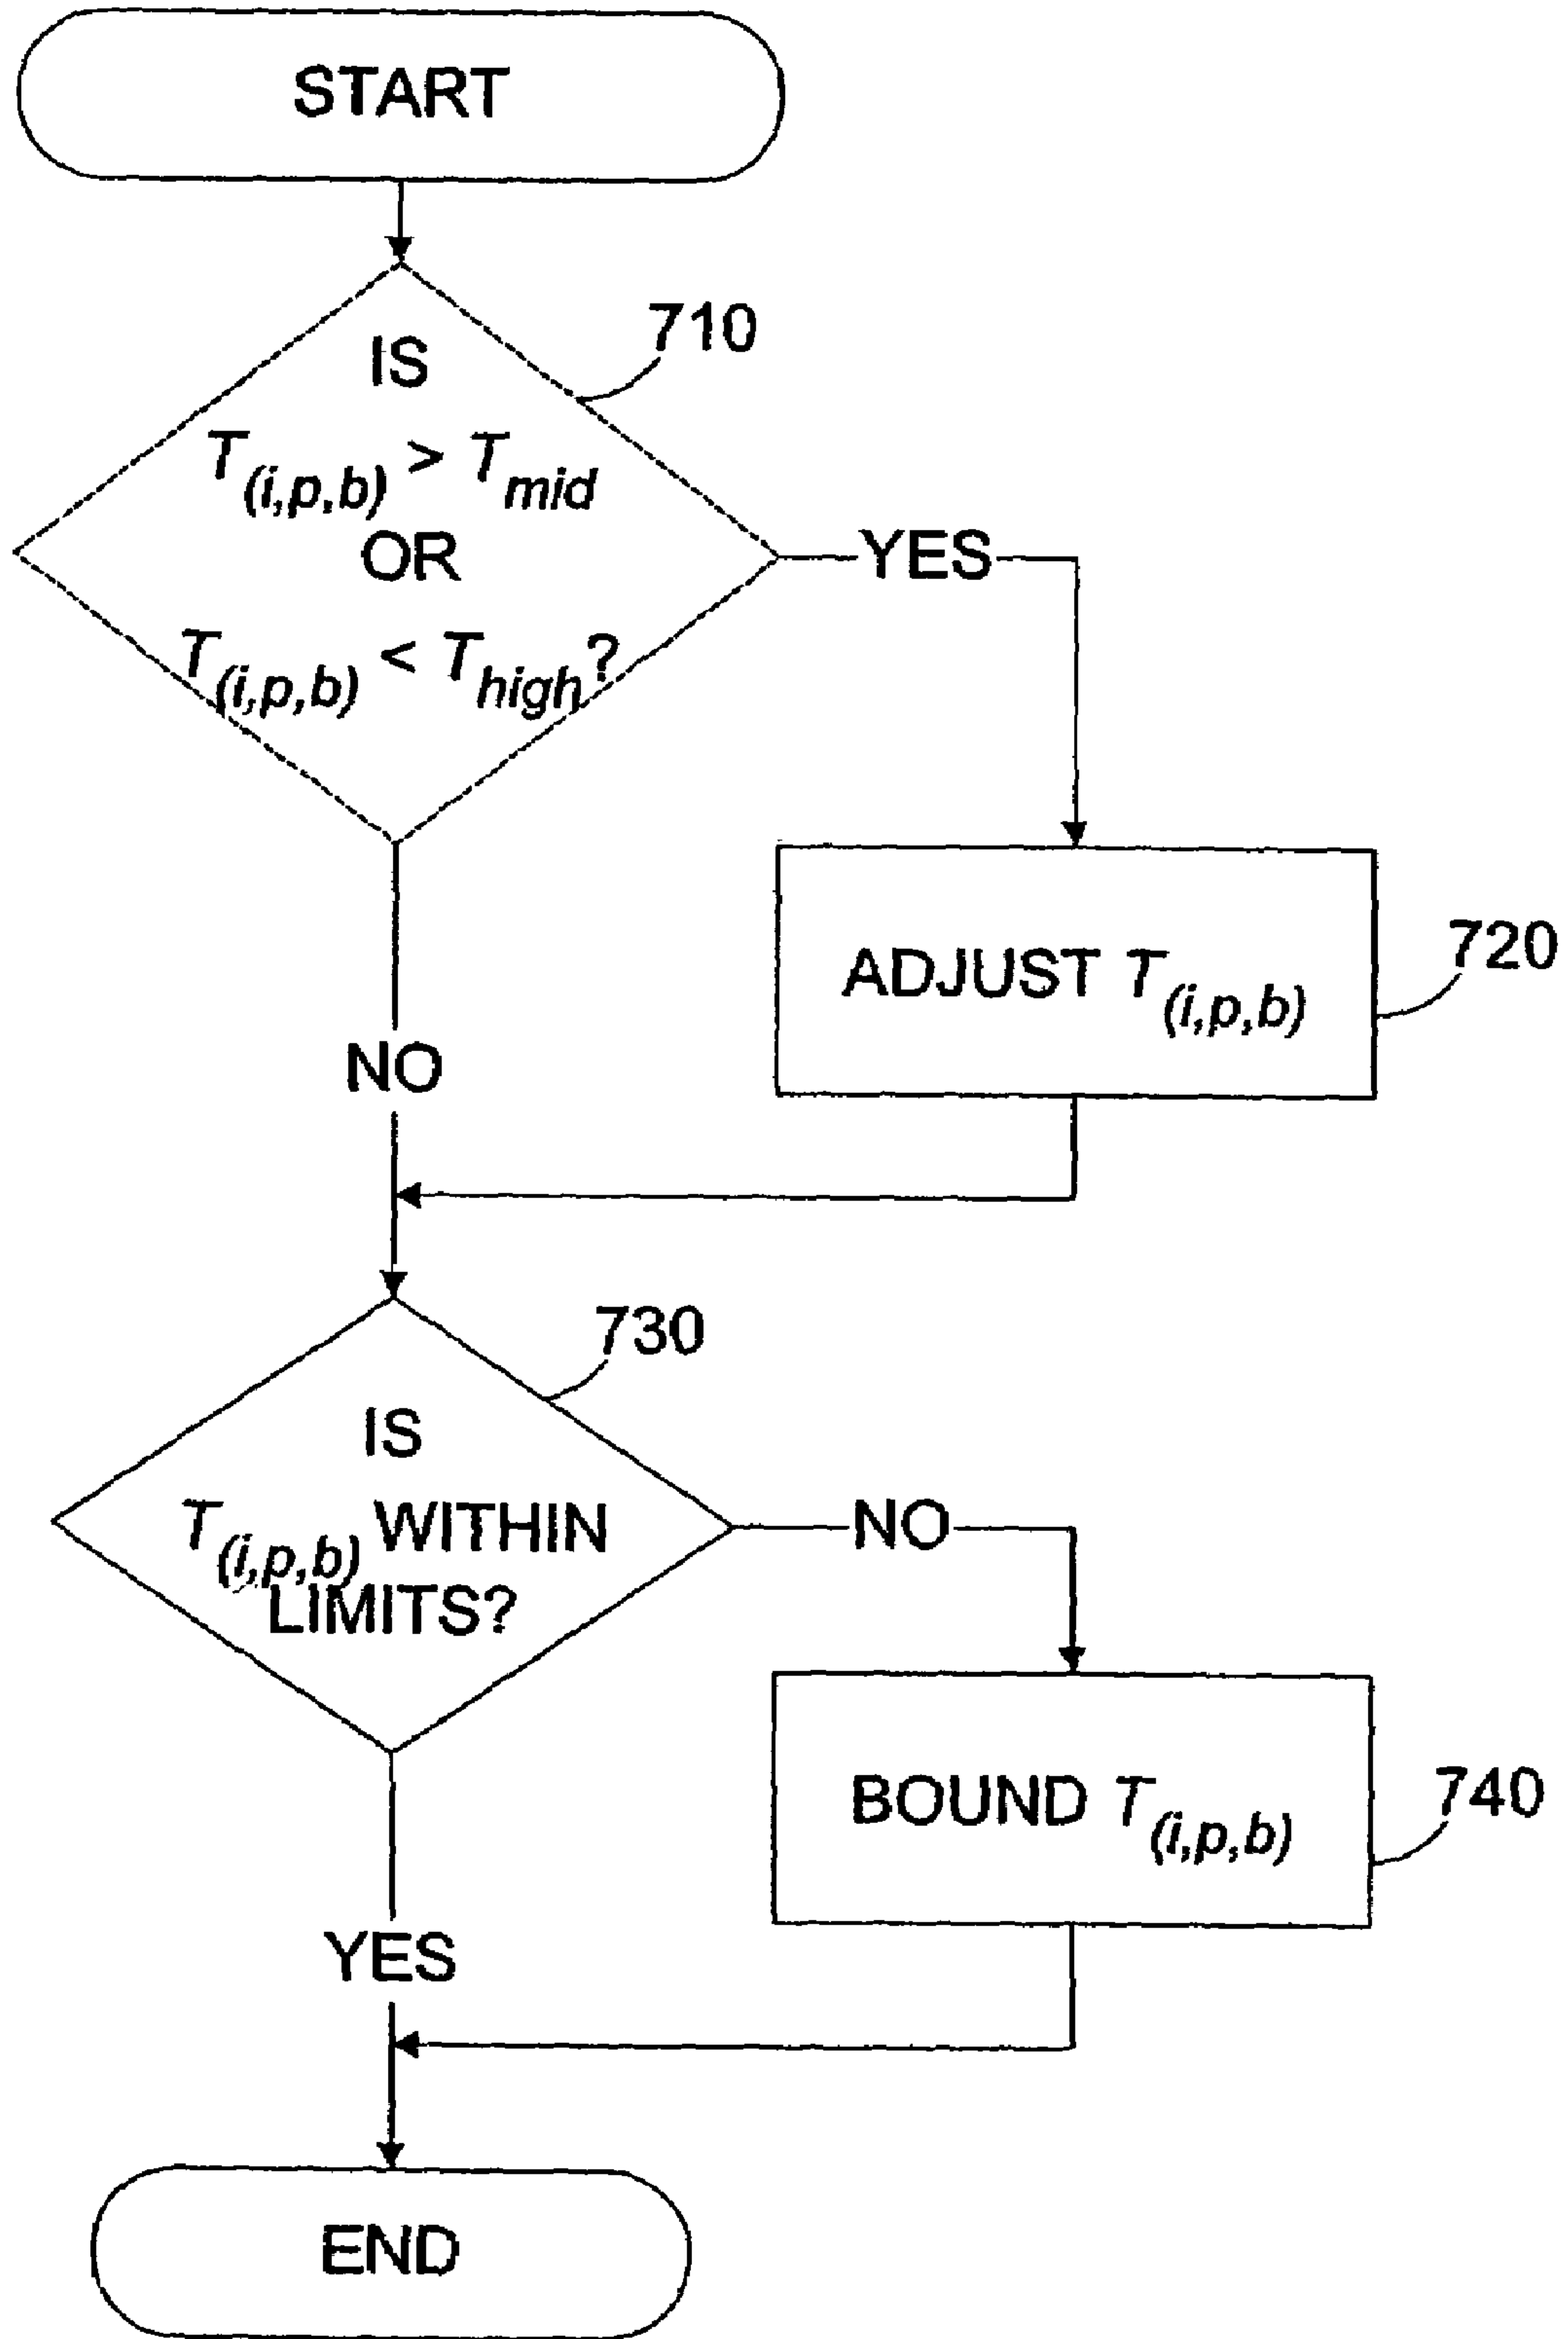 START
710
IS
T(i,p,b) > Tmid
OR
T(i,p,b) < Thigh?
YES
720
ADJUST T(i,p,b)
NO
730
IS
T(i,p,b) WITHIN
LIMITS?
NO
740
BOUND T(i,p,b)
YES
END